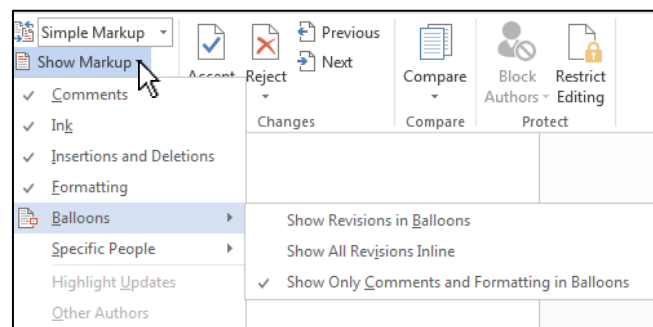 Simple Markup
Show Markup
Accept
Reject
Previous
Next
Changes
Compare
Compare
Block
Authors
Restrict
Editing
Protect
Comments
Ink
Insertions and Deletions
Formatting
Balloons
Specific People
Highlight Updates
Other Authors
Show Revisions in Balloons
Show All Revisions Inline
Show Only Comments and Formatting in Balloons